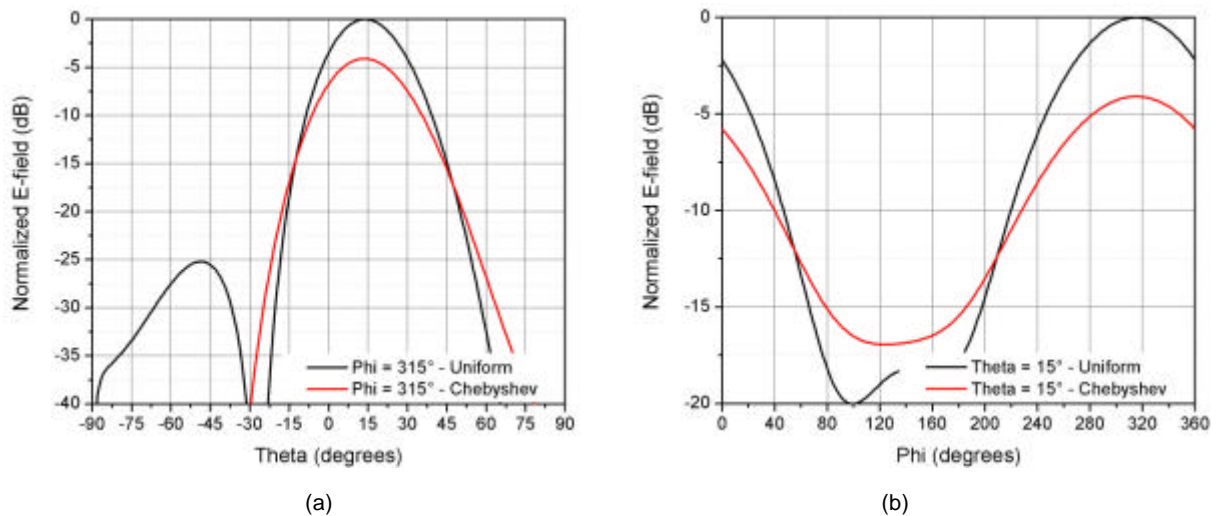 0
-5
-10
-15
-20
-25
-30
-35
-40
Normalized E-field (dB)
Phi = 315° - Uniform
Phi = 315° - Chebyshev
-90 -75 -60 -45 -30 -15 0 15 30 45 60 75 90
Theta (degrees)
(a)
0
-5
-10
-15
-20
Normalized E-field (dB)
Theta = 15° - Uniform
Theta = 15° - Chebyshev
0 40 80 120 160 200 240 280 320 360
Phi (degrees)
(b)